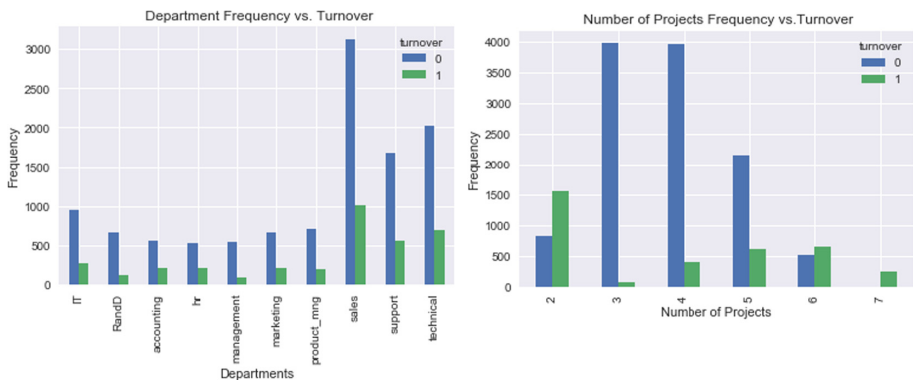 Department Frequency vs. Turnover
turnover
0
1
3000
2500
2000
1500
1000
500
0
Frequency
IT
RandD
accounting
hr
management
marketing
product_mng
sales
support
technical
Departments
Number of Projects Frequency vs.Turnover
turnover
0
1
4000
3500
3000
2500
2000
1500
1000
500
0
Frequency
2
3
4
5
6
7
Number of Projects